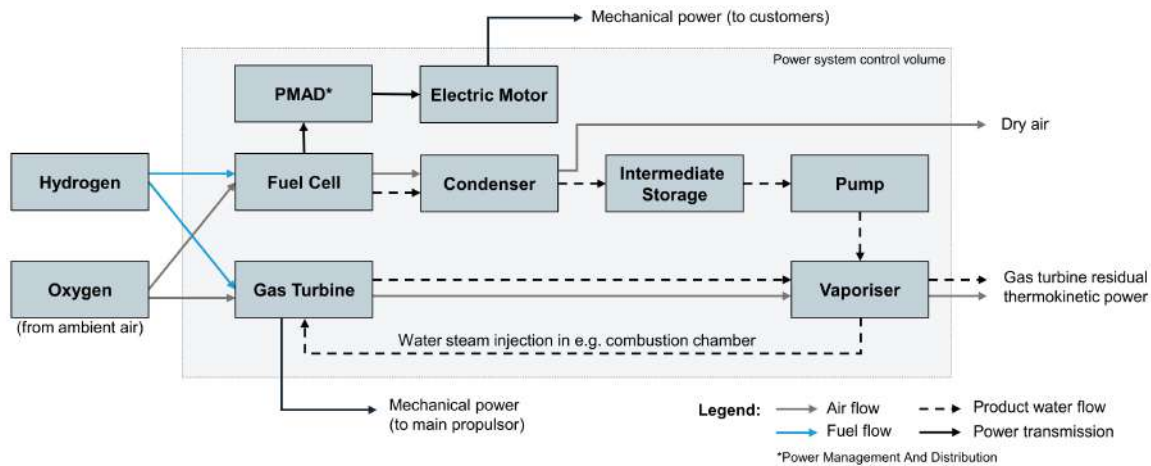 Mechanical power (to customers)
Power system control volume
PMAD*
Electric Motor
Dry air
Hydrogen
Fuel Cell
Condenser
Intermediate
Storage
Pump
Oxygen
(from ambient air)
Gas Turbine
Vaporiser
Gas turbine residual
thermokinetic power
Water steam injection in e.g. combustion chamber
Mechanical power
(to main propulsor)
Legend:
Air flow
Product water flow
Fuel flow
Power transmission
*Power Management And Distribution